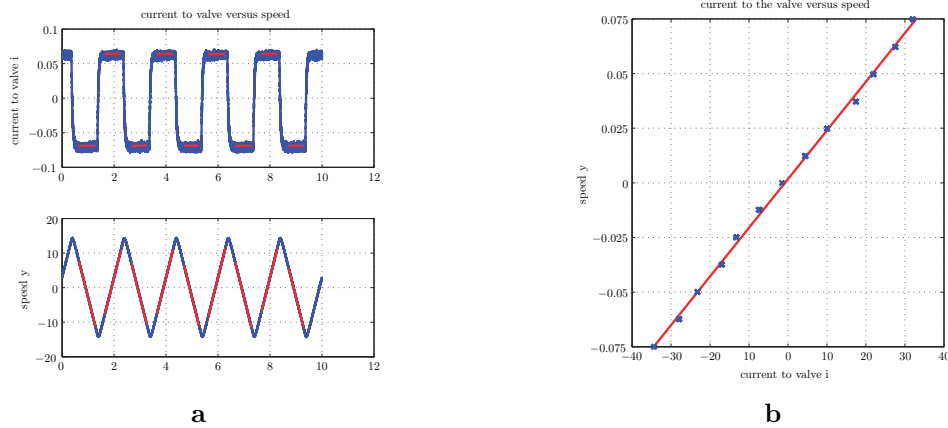 current to valve versus speed
current to valve i
0.1
0.05
0
−0.05
−0.1
0 2 4 6 8 10 12
speed y
20
10
0
−10
−20
0 2 4 6 8 10 12
a
current to the valve versus speed
speed y
0.075
0.05
0.025
0
−0.025
−0.05
−0.075
−40 −30 −20 −10 0 10 20 30 40
current to valve i
b